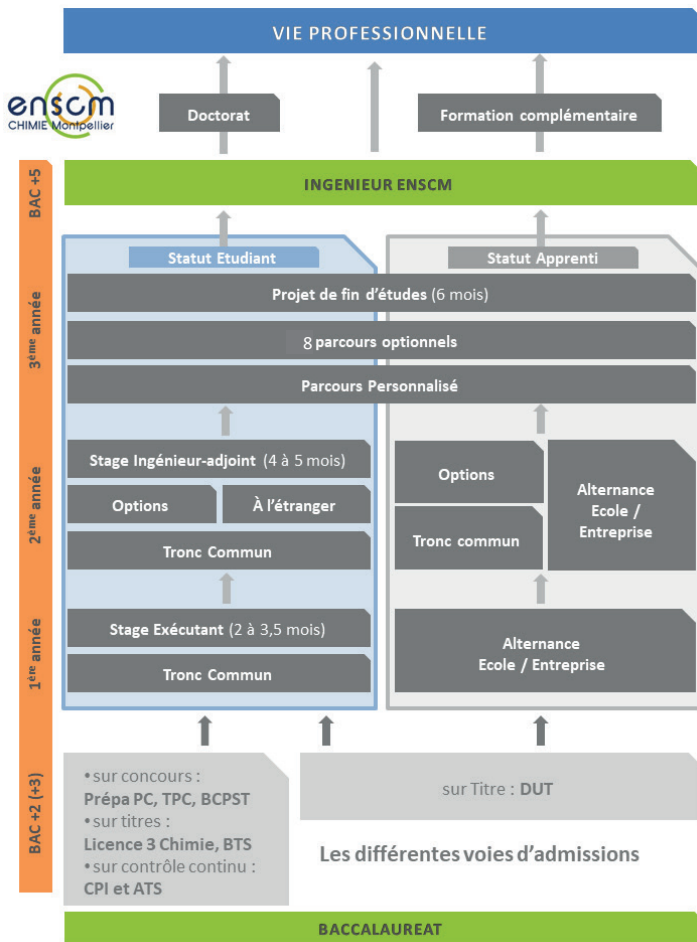 VIE PROFESSIONNELLE
enscm
CHIMIE Montpellier
Doctorat
Formation complémentaire
BAC +5
INGENIEUR ENSCM
Statut Etudiant
Statut Apprenti
3ème année
Projet de fin d'études (6 mois)
8 parcours optionnels
Parcours Personnalisé
2ème année
Stage Ingénieur-adjoint (4 à 5 mois)
Options
À l'étranger
Tronc Commun
Options
Tronc commun
Alternance
Ecole /
Entreprise
1ère année
Stage Exécutant (2 à 3,5 mois)
Tronc Commun
Alternance
Ecole / Entreprise
BAC +2 (+3)
• sur concours :
Prépa PC, TPC, BCPST
• sur titres :
Licence 3 Chimie, BTS
• sur contrôle continu :
CPI et ATS
sur Titre : DUT
Les différentes voies d'admissions
BACCALAUREAT